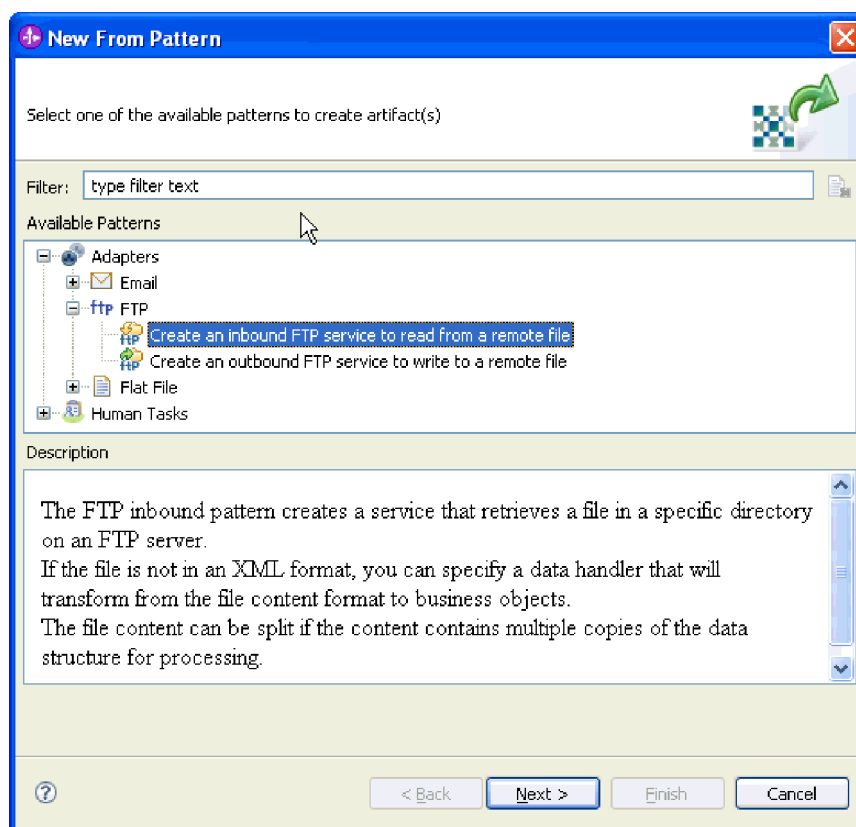 New From Pattern
Select one of the available patterns to create artifact(s)
Filter: type filter text
Available Patterns
Adapters
Email
ftp FTP
FTP Create an inbound FTP service to read from a remote file
FTP Create an outbound FTP service to write to a remote file
Flat File
Human Tasks
Description
The FTP inbound pattern creates a service that retrieves a file in a specific directory
on an FTP server.
If the file is not in an XML format, you can specify a data handler that will
transform from the file content format to business objects.
The file content can be split if the content contains multiple copies of the data
structure for processing.
? < Back Next > Finish Cancel